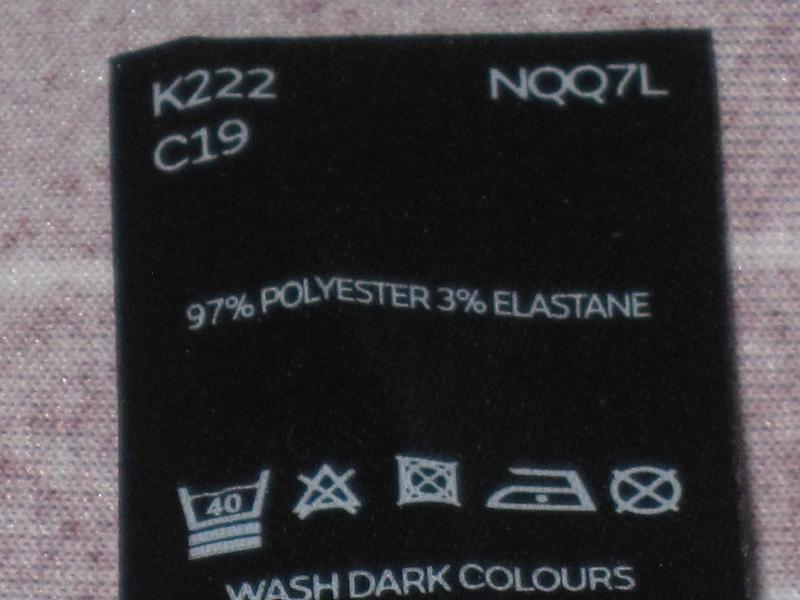 K222 NQQ7L
C19
97% POLYESTER 3% ELASTANE
40
WASH DARK COLOURS